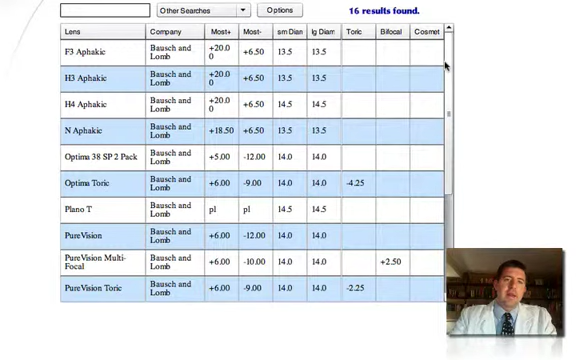 Other Searches Options 16 results found.
Lens Company Most+ Most- sm Dian lg Diam Toric Bifocal Cosmet
F3 Aphakic Bausch and Lomb +20.00 +6.50 13.5 13.5
H3 Aphakic Bausch and Lomb +20.00 +6.50 13.5 13.5
H4 Aphakic Bausch and Lomb +20.00 +6.50 14.5 14.5
N Aphakic Bausch and Lomb +18.50 +6.50 13.5 13.5
Optima 38 SP 2 Pack Bausch and Lomb +5.00 -12.00 14.0 14.0
Optima Toric Bausch and Lomb +6.00 -9.00 14.0 14.0 -4.25
Plano T Bausch and Lomb pl pl 14.5 14.5
PureVision Bausch and Lomb +6.00 -12.00 14.0 14.0
PureVision Multi-Focal Bausch and Lomb +6.00 -10.00 14.0 14.0 +2.50
PureVision Toric Bausch and Lomb +6.00 -9.00 14.0 14.0 -2.25